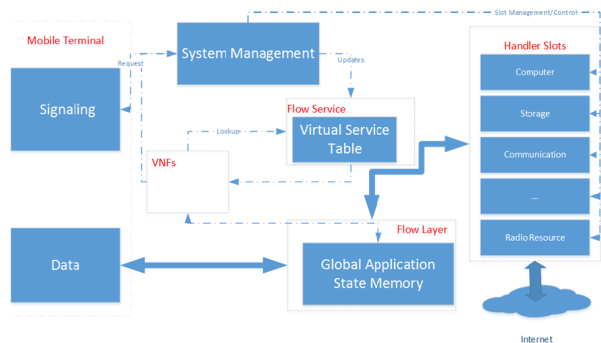 Slot Management/Control
Mobile Terminal
System Management
Handler Slots
Request
Updates
Computer
Signaling
Flow Service
Storage
Virtual Service
Table
Lookup
VNFs
Communication
...
Flow Layer
Radio Resource
Data
Global Application
State Memory
Internet